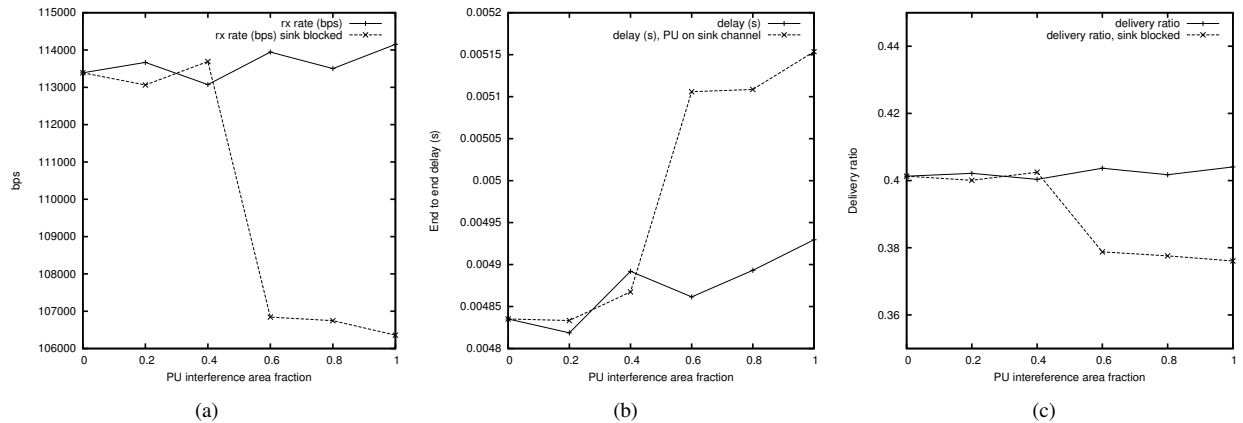 115000
114000
113000
112000
111000
110000
109000
108000
107000
106000
bps
rx rate (bps)
rx rate (bps) sink blocked
0 0.2 0.4 0.6 0.8 1
PU interference area fraction
(a)
0.0052
0.00515
0.0051
0.00505
0.005
0.00495
0.0049
0.00485
0.0048
End to end delay (s)
delay (s)
delay (s), PU on sink channel
0 0.2 0.4 0.6 0.8 1
PU interference area fraction
(b)
0.44
0.42
0.4
0.38
0.36
Delivery ratio
delivery ratio
delivery ratio, sink blocked
0 0.2 0.4 0.6 0.8 1
PU intereference area fraction
(c)